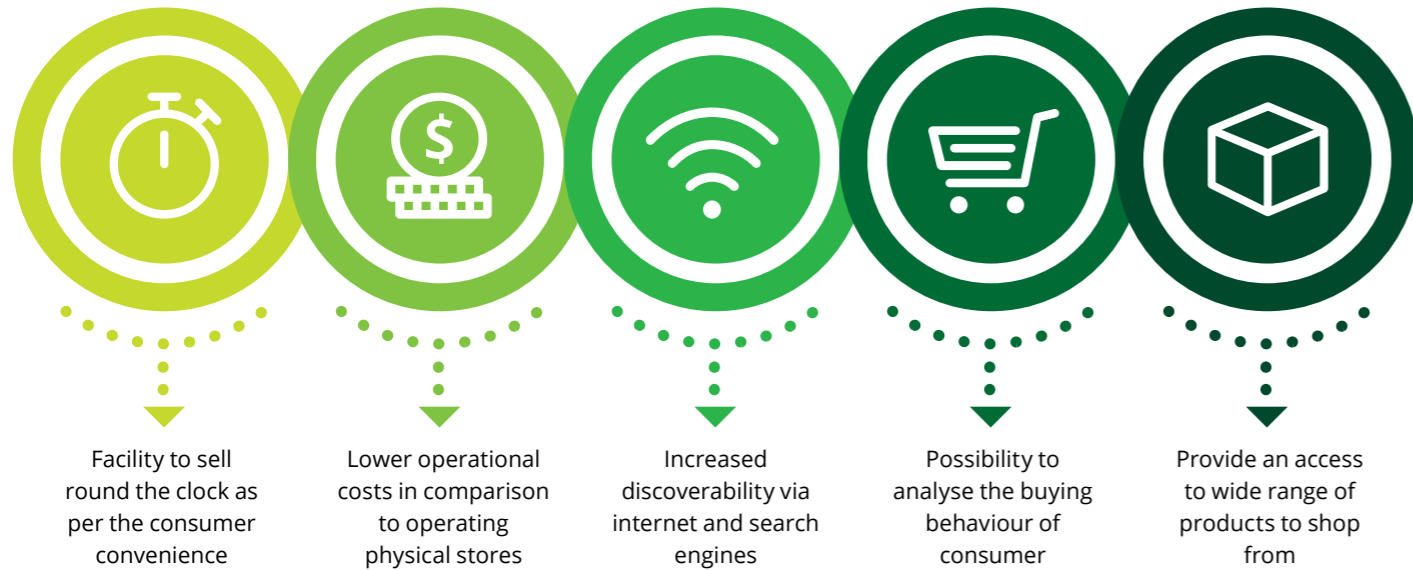 $
Facility to sell
round the clock as
per the consumer
convenience
Lower operational
costs in comparison
to operating
physical stores
Increased
discoverability via
internet and search
engines
Possibility to
analyse the buying
behaviour of
consumer
Provide an access
to wide range of
products to shop
from